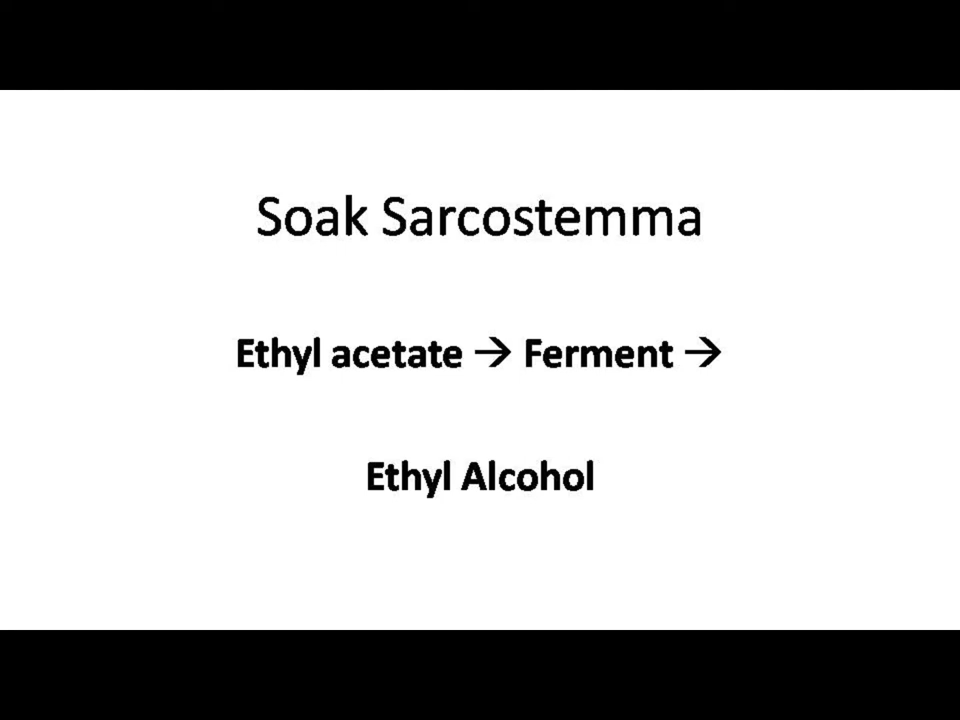 Soak Sarcostemma
Ethyl acetate → Ferment →
Ethyl Alcohol